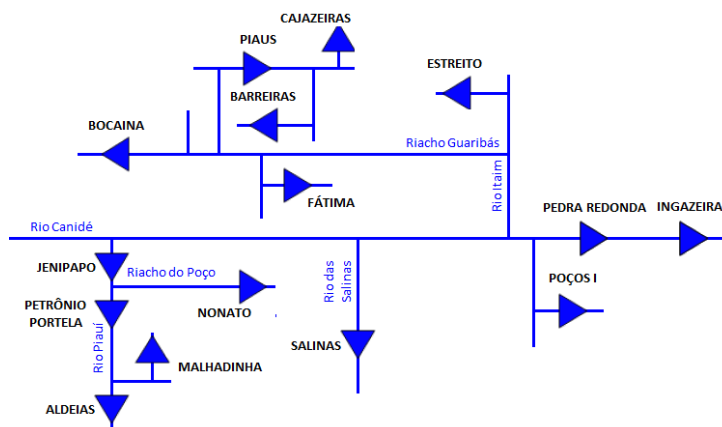 CAJAZEIRAS
PIAUS
ESTREITO
BARREIRAS
BOCAINA
Riacho Guaribás
FÁTIMA
Rio Itaim
PEDRA REDONDA
INGAZEIRA
Rio Canidé
JENIPAPO
Riacho do Poço
Rio das
Salinas
POÇOS I
PETRÔNIO
PORTELA
NONATO
SALINAS
Rio Piauí
MALHADINHA
ALDEIAS